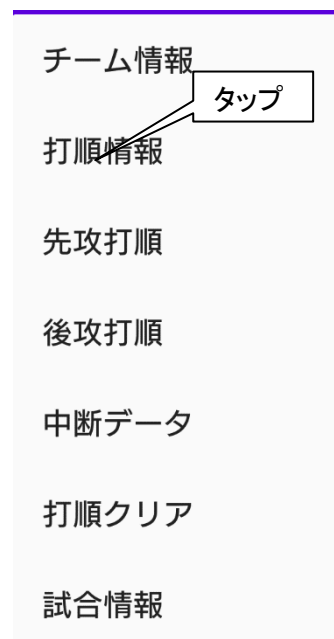 チーム情報
タップ
打順情報
先攻打順
後攻打順
中断データ
打順クリア
試合情報